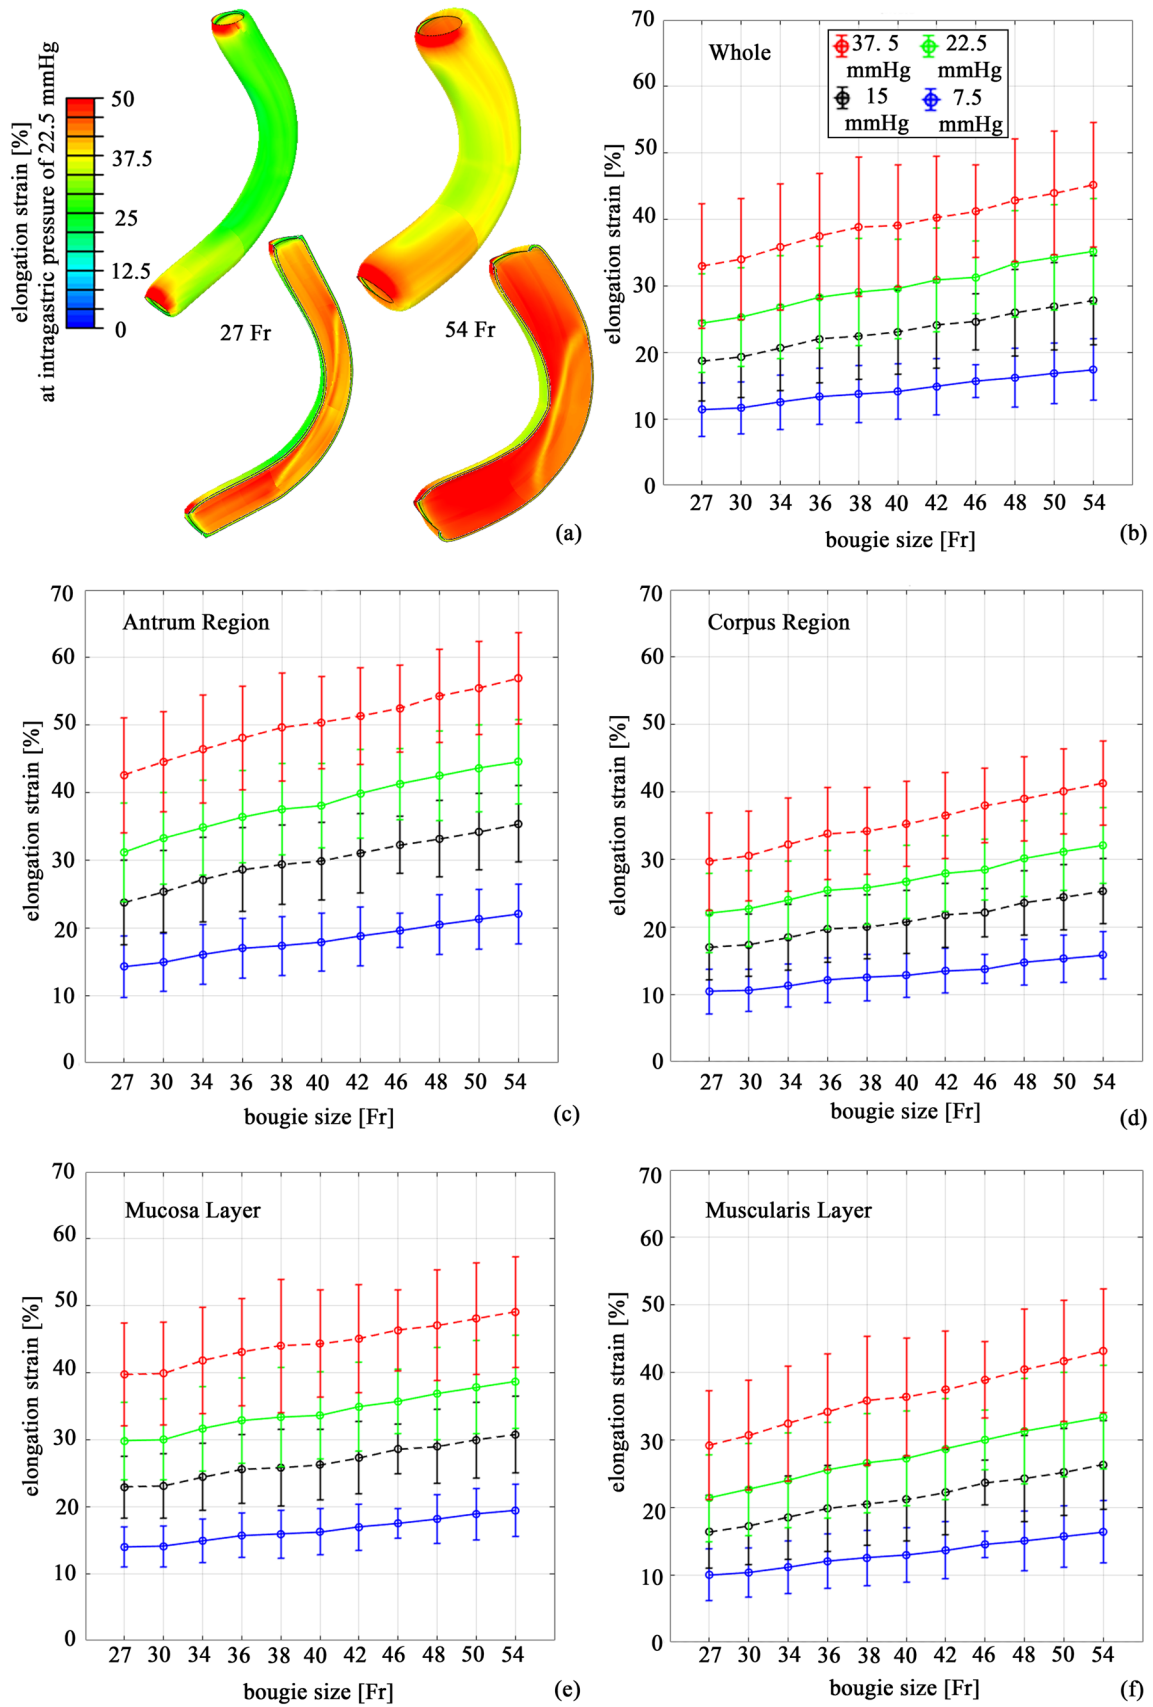 elongation strain [%]
at intragastric pressure of 22.5 mmHg
50
37.5
25
12.5
0
27 Fr
54 Fr
(a)
70
60
50
40
30
20
10
0
elongation strain [%]
Whole
37. 5
mmHg
22.5
mmHg
15
mmHg
7.5
mmHg
27 30 34 36 38 40 42 46 48 50 54
bougie size [Fr]
(b)
70
60
50
40
30
20
10
0
elongation strain [%]
Antrum Region
27 30 34 36 38 40 42 46 48 50 54
bougie size [Fr]
(c)
70
60
50
40
30
20
10
0
elongation strain [%]
Corpus Region
27 30 34 36 38 40 42 46 48 50 54
bougie size [Fr]
(d)
70
60
50
40
30
20
10
0
elongation strain [%]
Mucosa Layer
27 30 34 36 38 40 42 46 48 50 54
bougie size [Fr]
(e)
70
60
50
40
30
20
10
0
elongation strain [%]
Muscularis Layer
27 30 34 36 38 40 42 46 48 50 54
bougie size [Fr]
(f)